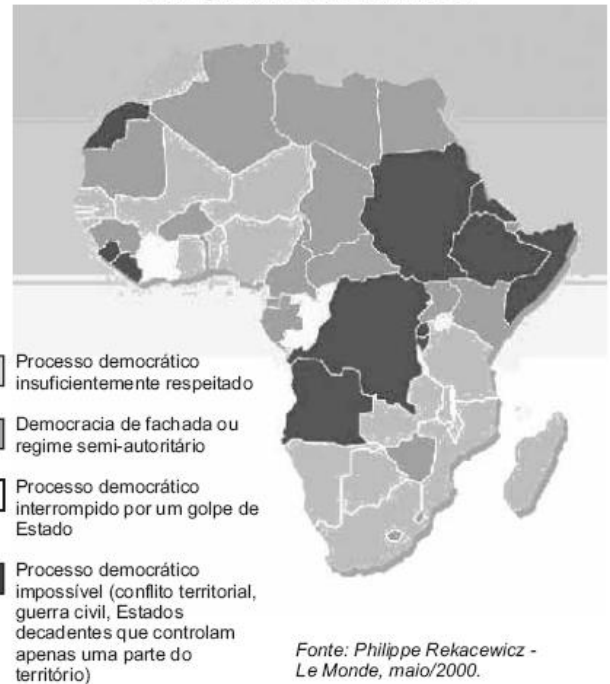 Processo democrático
insuficientemente respeitado
Democracia de fachada ou
regime semi-autoritário
Processo democrático
interrompido por um golpe de
Estado
Processo democrático
impossível (conflito territorial,
guerra civil, Estados
decadentes que controlam
apenas uma parte do
território)
Fonte: Philippe Rekacewicz -
Le Monde, maio/2000.